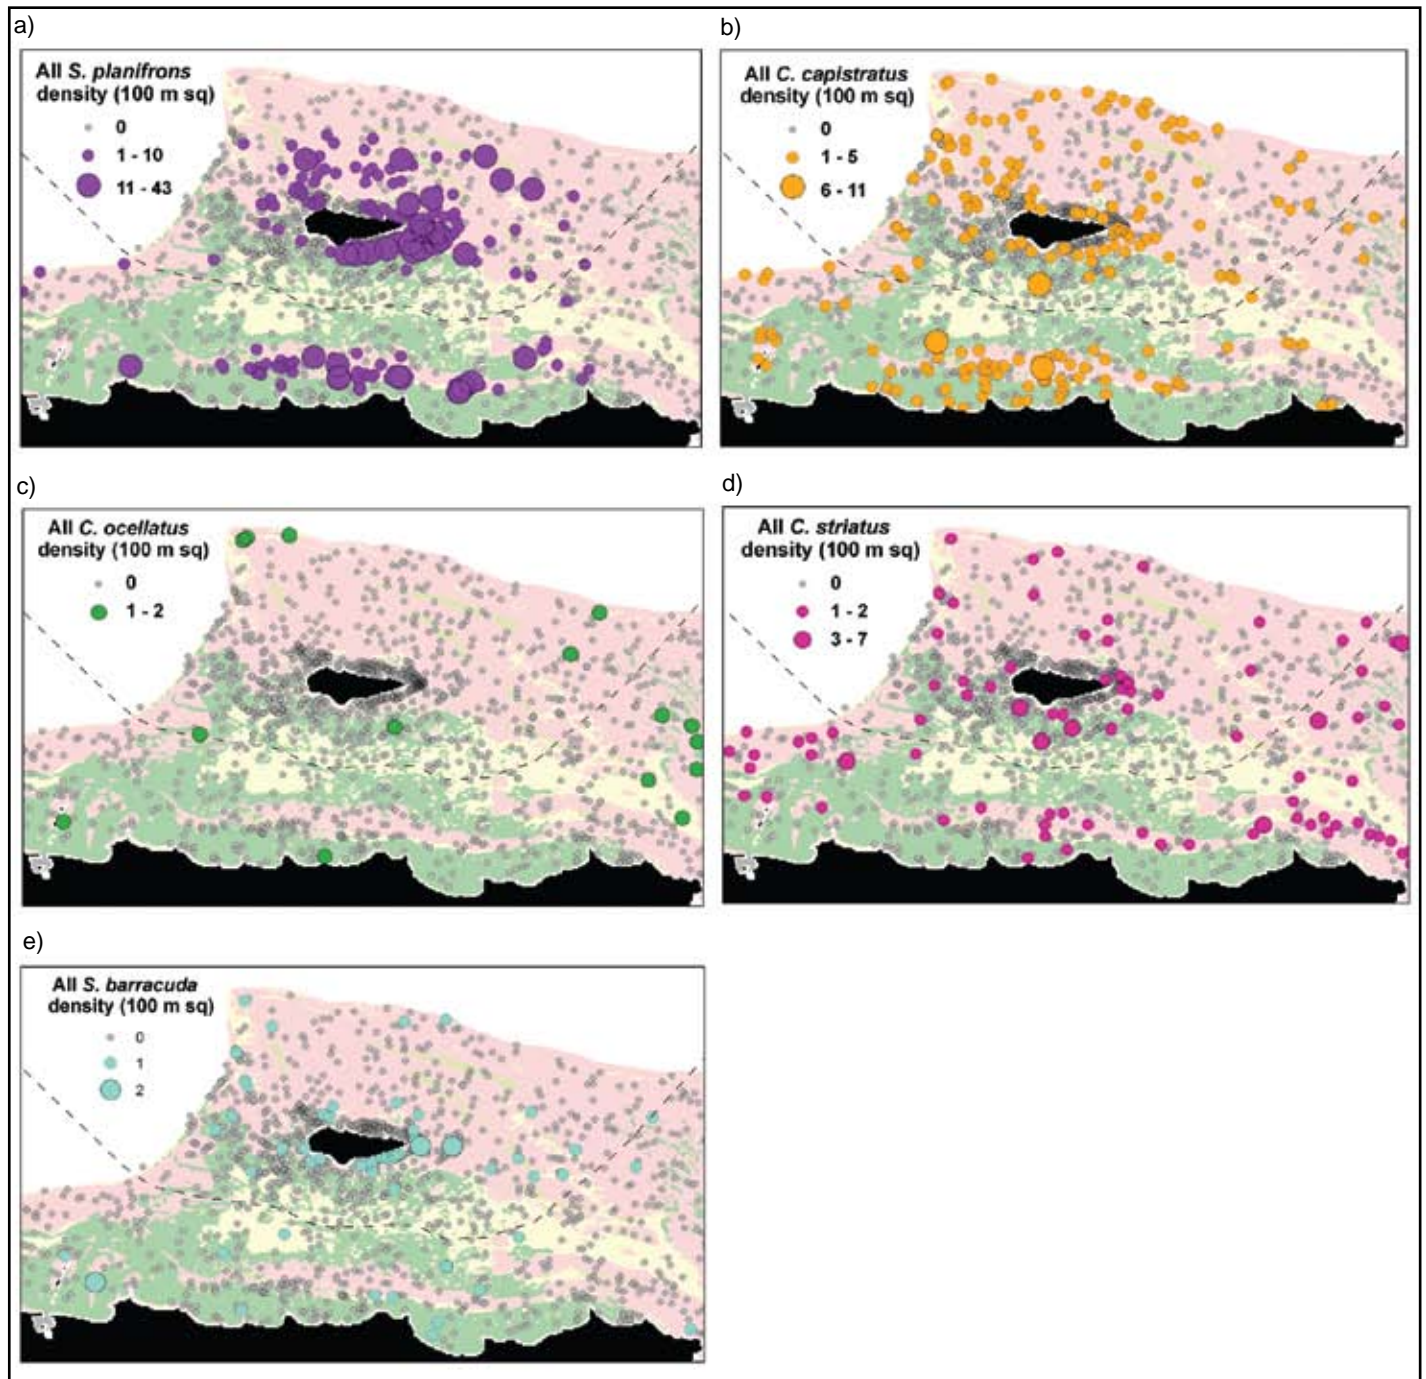 a)
All S. planifrons
density (100 m sq)
0
1 - 10
11 - 43
b)
All C. capistratus
density (100 m sq)
0
1 - 5
6 - 11
c)
All C. ocellatus
density (100 m sq)
0
1 - 2
d)
All C. striatus
density (100 m sq)
0
1 - 2
3 - 7
e)
All S. barracuda
density (100 m sq)
0
1
2